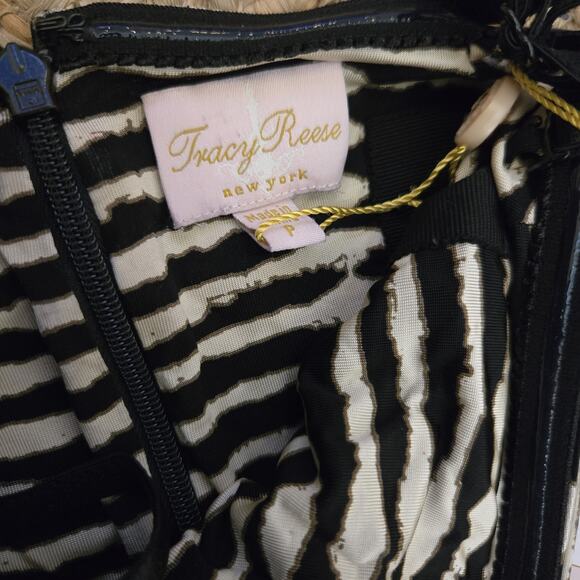 Tracy Reese
new york
Made in
P